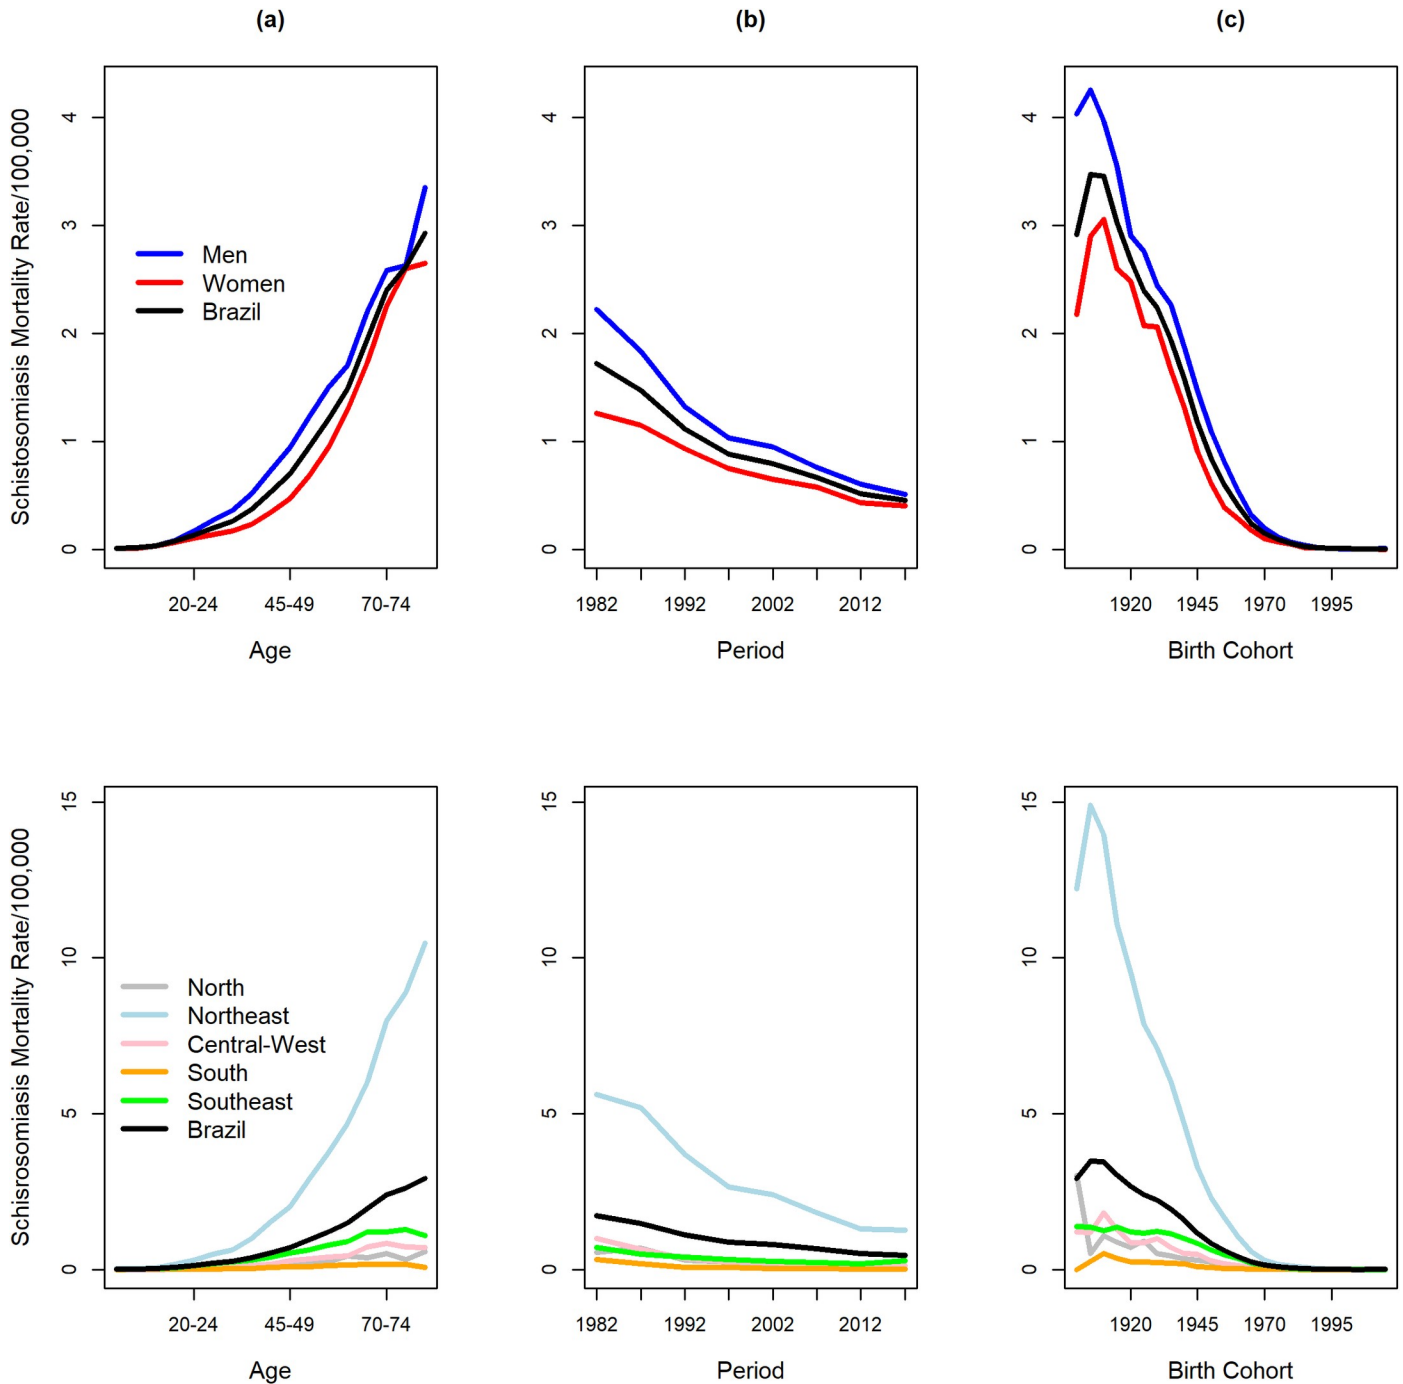 (a)
(b)
(c)
Schistosomiasis Mortality Rate/100,000
4
3
2
1
0
Men
Women
Brazil
20-24
45-49
70-74
Age
4
3
2
1
0
1982
1992
2002
2012
Period
4
3
2
1
0
1920
1945
1970
1995
Birth Cohort
Schisrosomiasis Mortality Rate/100,000
15
10
5
0
North
Northeast
Central-West
South
Southeast
Brazil
20-24
45-49
70-74
Age
15
10
5
0
1982
1992
2002
2012
Period
15
10
5
0
1920
1945
1970
1995
Birth Cohort